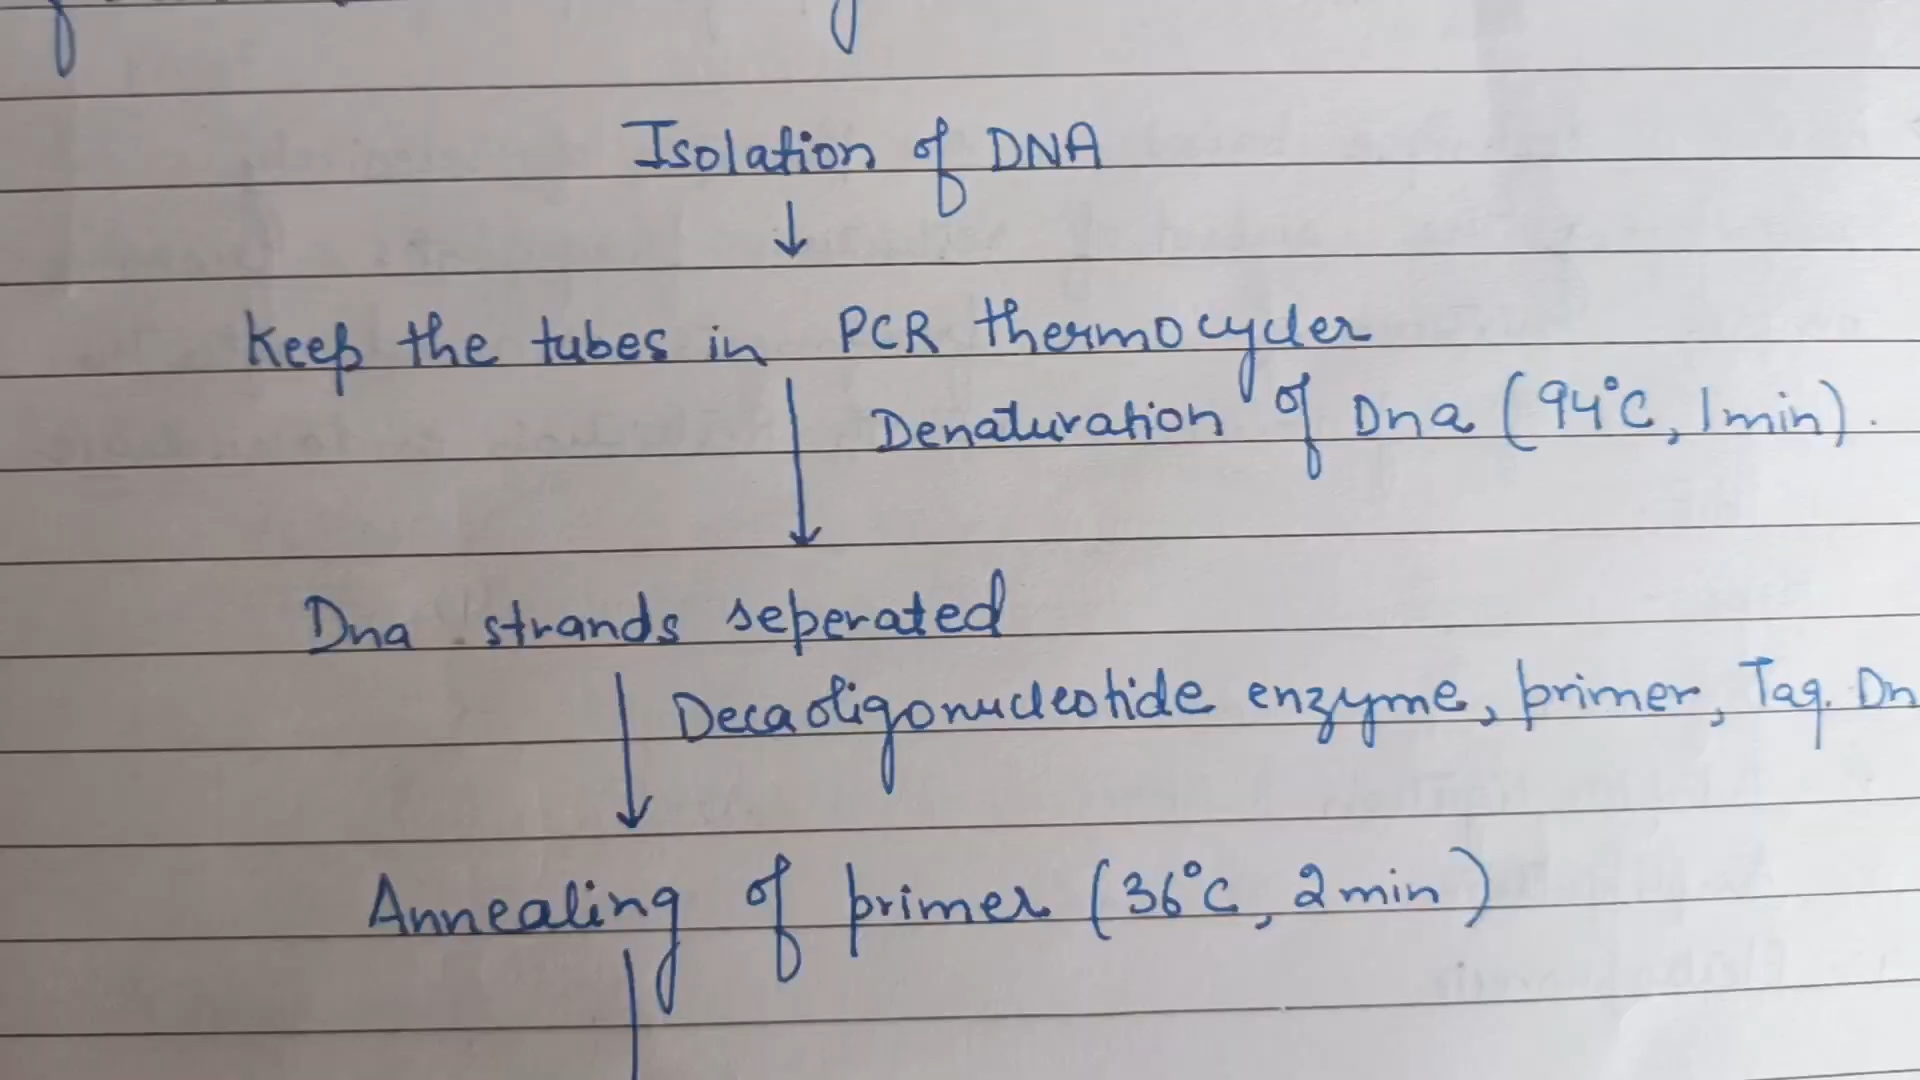 Isolation of DNA
↓
Keep the tubes in PCR thermocycler
↓ Denaturation of Dna (94°C, 1min).
Dna strands seperated
↓ Decaoligonucleotide enzyme, primer, Taq. Dn
Annealing of primer (36°C, 2min)